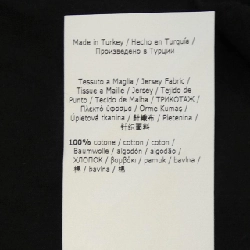 Made in Turkey / Hecho en Turquía /
Произведено в Турции
Tessuto a Maglia / Jersey Fabric /
Tissue a Maille / Jersey / Tejido de
Punto / Tecido de Malha / ТРИКОТАЖ /
Πλεκτό ύφασμα / Örme Kumaş /
Úpletová tkanina / 針織布 / Pletenina /
针织面料
100% cotone / cotton / coton /
Baumwolle / algodón / algodão /
ХЛОПОК / βαμβάκι / pamuk / bavlna /
棉 / bavlna / 棉